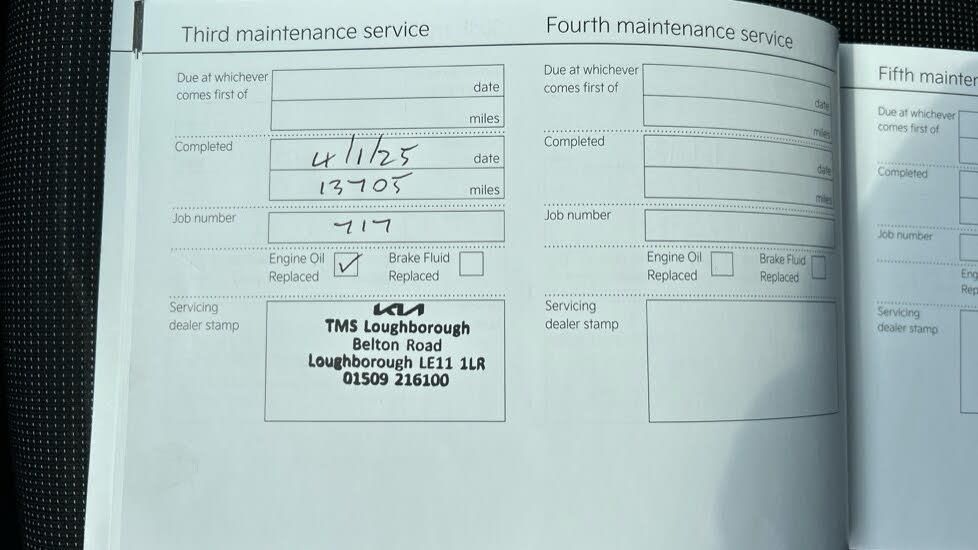 Third maintenance service
Due at whichever
comes first of
date
miles
Completed
4/1/25 date
13705 miles
Job number
717
Engine Oil
Replaced
Brake Fluid
Replaced
Servicing
dealer stamp
KIA
TMS Loughborough
Belton Road
Loughborough LE11 1LR
01509 216100
Fourth maintenance service
Due at whichever
comes first of
date
miles
Completed
date
miles
Job number
Engine Oil
Replaced
Brake Fluid
Replaced
Servicing
dealer stamp
Fifth mainter
Due at whichever
comes first of
Completed
Job number
Eng
Rep
Servicing
dealer stamp